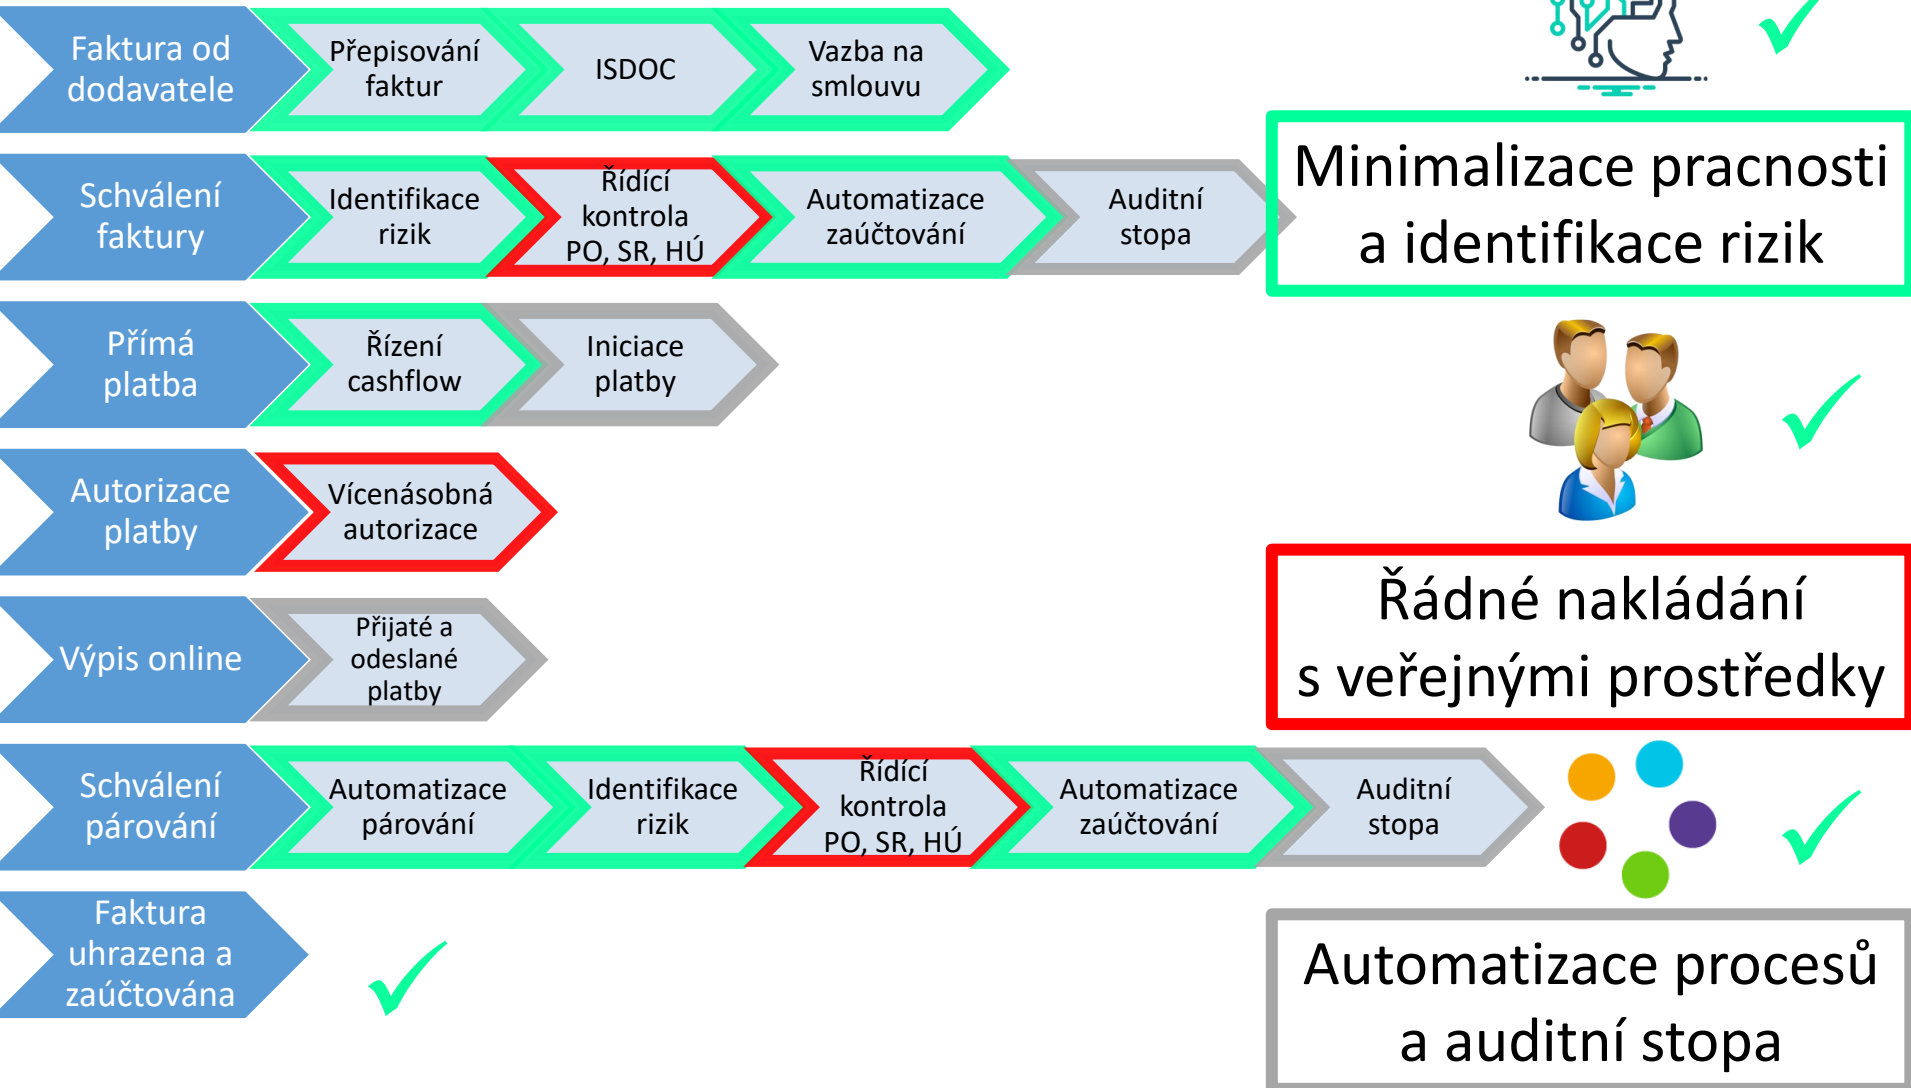 Faktura od
dodavatele
Přepisování
faktur
ISDOC
Vazba na
smlouvu
Schválení
faktury
Identifikace
rizik
Řídící
kontrola
PO, SR, HÚ
Automatizace
zaúčtování
Auditní
stopa
Minimalizace pracnosti
a identifikace rizik
Přímá
platba
Řízení
cashflow
Iniciace
platby
Autorizace
platby
Vícenásobná
autorizace
Řádné nakládání
s veřejnými prostředky
Výpis online
Přijaté a
odeslané
platby
Schválení
párování
Automatizace
párování
Identifikace
rizik
Řídící
kontrola
PO, SR, HÚ
Automatizace
zaúčtování
Auditní
stopa
Faktura
uhrazena a
zaúčtována
Automatizace procesů
a auditní stopa